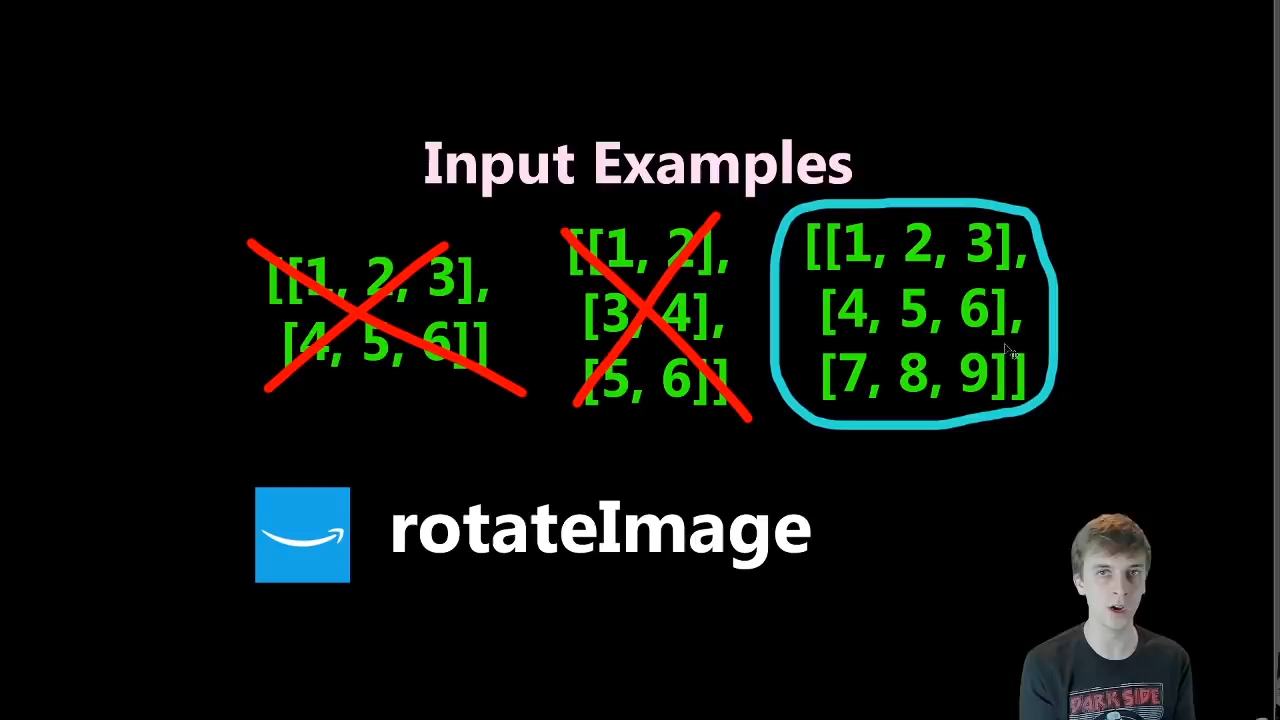 Input Examples
[[1, 2, 3],
[4, 5, 6]]
[[1, 2],
[3, 4],
[5, 6]]
[[1, 2, 3],
[4, 5, 6],
[7, 8, 9]]
rotateImage
DARK SIDE